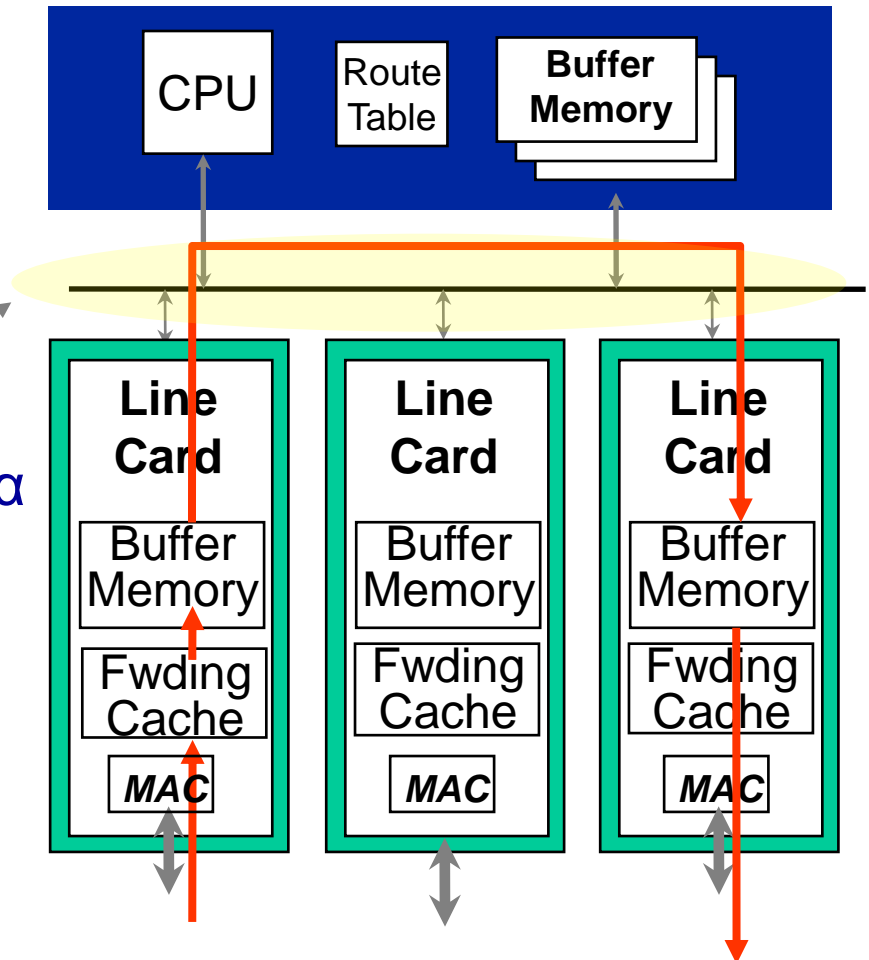 CPU
Route
Table
Buffer
Memory
α
Line
Card
Buffer
Memory
Fwding
Cache
MAC
Line
Card
Buffer
Memory
Fwding
Cache
MAC
Line
Card
Buffer
Memory
Fwding
Cache
MAC